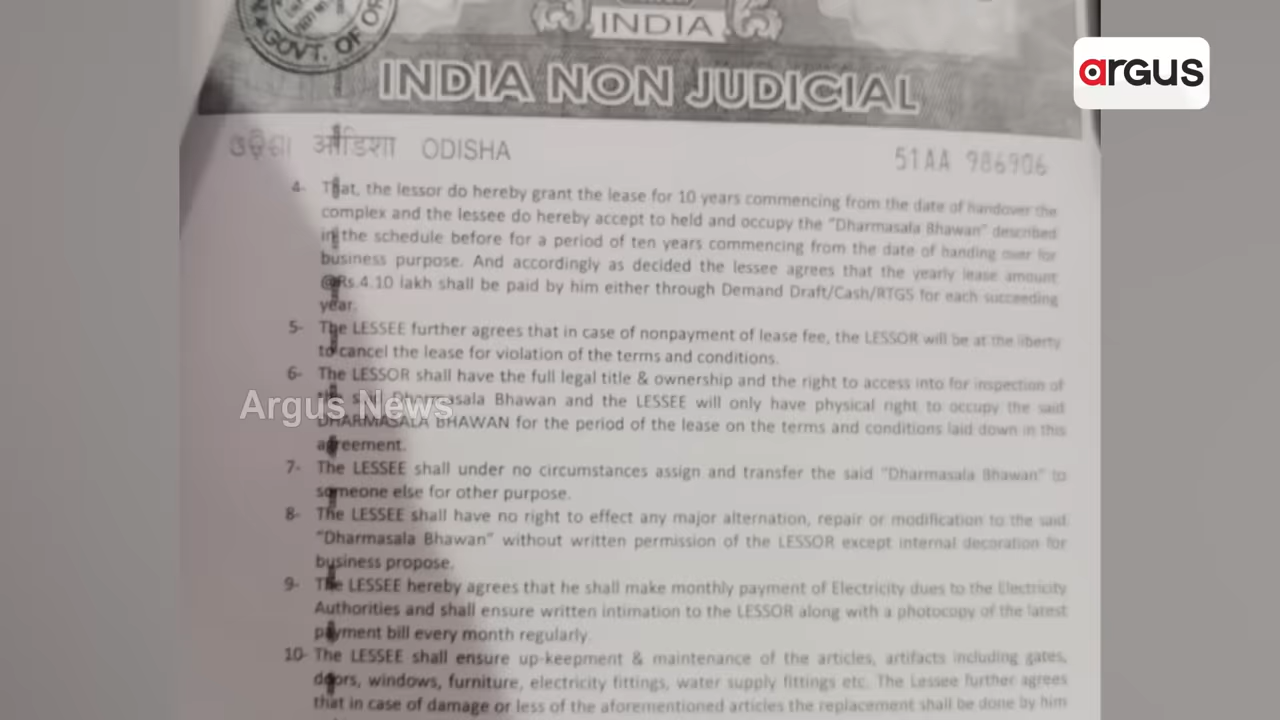 GOVT. OF
INDIA
INDIA NON JUDICIAL
argus
ଓଡ଼ିଶା ओडिशा ODISHA
51AA 986906
4- That, the lessor do hereby grant the lease for 10 years commencing from the date of handover the
complex and the lessee do hereby accept to held and occupy the "Dharmasala Bhawan" described
in the schedule before for a period of ten years commencing from the date of handing over for
business purpose. And accordingly as decided the lessee agrees that the yearly lease amount
@Rs.4.10 lakh shall be paid by him either through Demand Draft/Cash/RTGS for each succeeding
year.
5- The LESSEE further agrees that in case of nonpayment of lease fee, the LESSOR will be at the liberty
to cancel the lease for violation of the terms and conditions.
6- The LESSOR shall have the full legal title & ownership and the right to access into for inspection of
the said Dharmasala Bhawan and the LESSEE will only have physical right to occupy the said
Argus News
DHARMASALA BHAWAN for the period of the lease on the terms and conditions laid down in this
agreement.
7- The LESSEE shall under no circumstances assign and transfer the said "Dharmasala Bhawan" to
someone else for other purpose.
8- The LESSEE shall have no right to effect any major alternation, repair or modification to the said
"Dharmasala Bhawan" without written permission of the LESSOR except internal decoration for
business propose.
9- The LESSEE hereby agrees that he shall make monthly payment of Electricity dues to the Electricity
Authorities and shall ensure written intimation to the LESSOR along with a photocopy of the latest
payment bill every month regularly.
10- The LESSEE shall ensure up-keepment & maintenance of the articles, artifacts including gates,
doors, windows, furniture, electricity fittings, water supply fittings etc. The Lessee further agrees
that in case of damage or less of the aforementioned articles the replacement shall be done by him